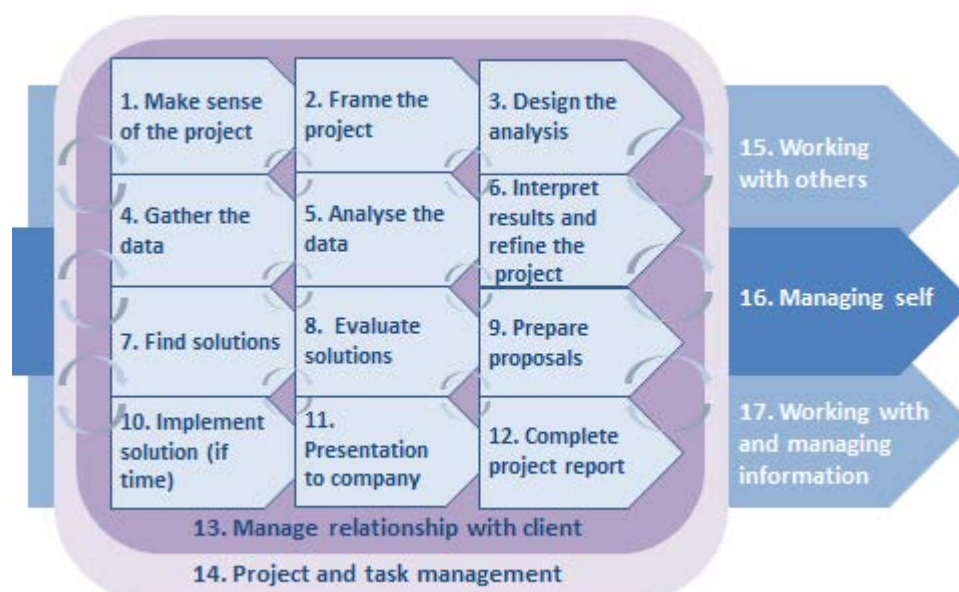 1. Make sense
of the project
2. Frame the
project
3. Design the
analysis
4. Gather the
data
5. Analyse the
data
6. Interpret
results and
refine the
project
7. Find solutions
8. Evaluate
solutions
9. Prepare
proposals
10. Implement
solution (if
time)
11.
Presentation
to company
12. Complete
project report
13. Manage relationship with client
14. Project and task management
15. Working
with others
16. Managing self
17. Working with
and managing
information